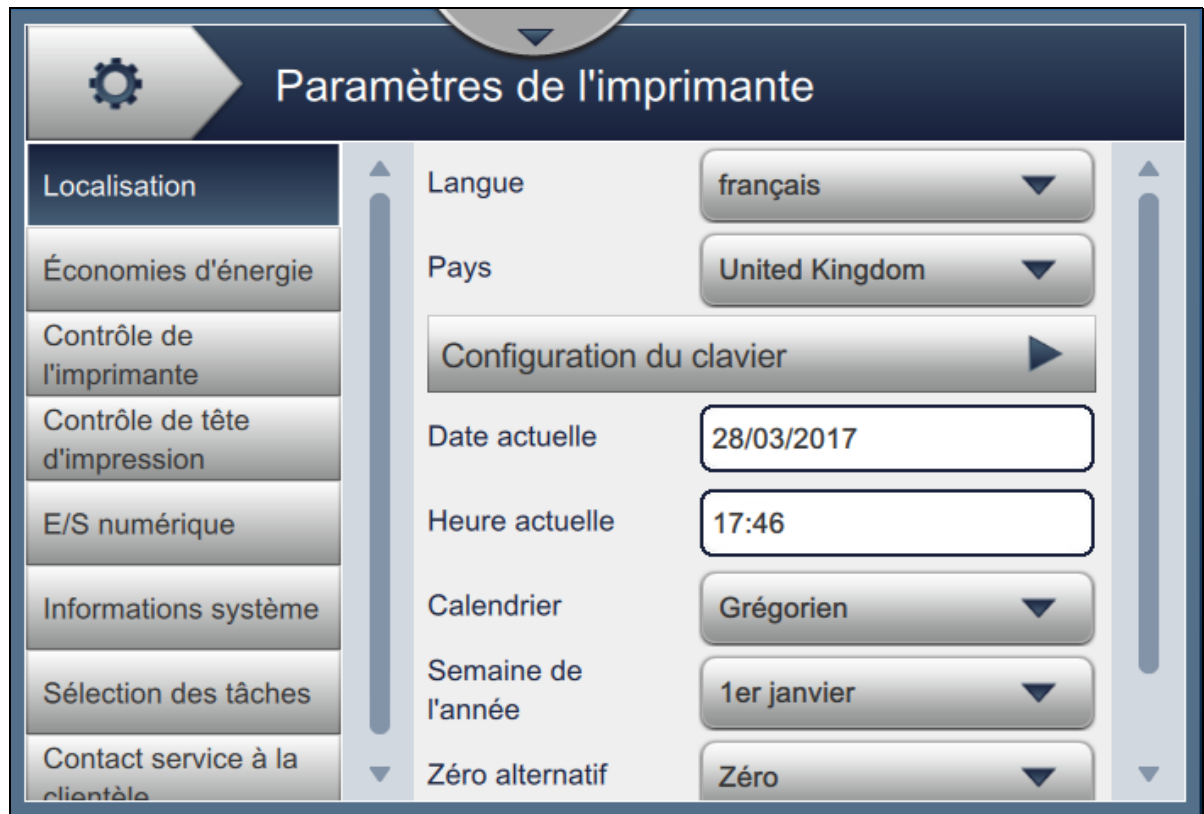 Paramètres de l'imprimante
Localisation
Économies d'énergie
Contrôle de
l'imprimante
Contrôle de tête
d'impression
E/S numérique
Informations système
Sélection des tâches
Contact service à la
clientèle
Langue
français
Pays
United Kingdom
Configuration du clavier
Date actuelle
28/03/2017
Heure actuelle
17:46
Calendrier
Grégorien
Semaine de
l'année
1er janvier
Zéro alternatif
Zéro